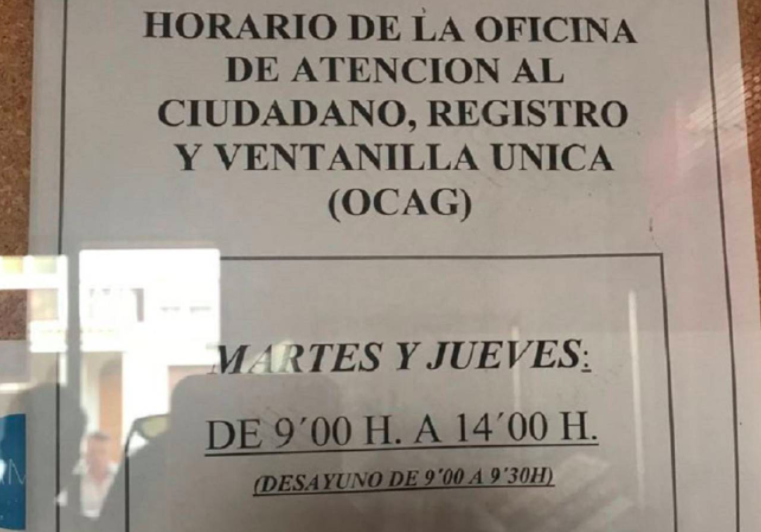 HORARIO DE LA OFICINA
DE ATENCION AL
CIUDADANO, REGISTRO
Y VENTANILLA UNICA
(OCAG)
MARTES Y JUEVES:
DE 9´00 H. A 14´00 H.
(DESAYUNO DE 9´00 A 9´30H)